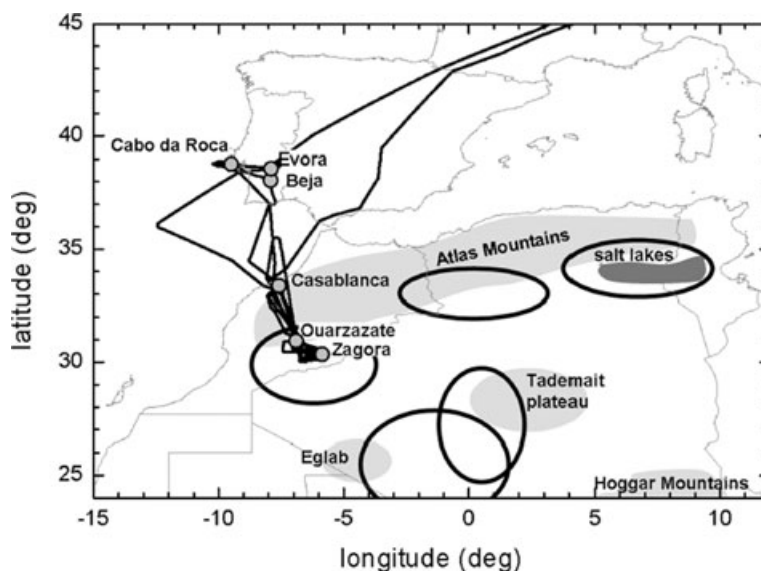 45
40
35
30
25
latitude (deg)
Cabo da Roca
Evora
Beja
Atlas Mountains
salt lakes
Casablanca
Ouarzazate
Zagora
Tademait
plateau
Eglab
Hoggar Mountains
-15
-10
-5
0
5
10
longitude (deg)